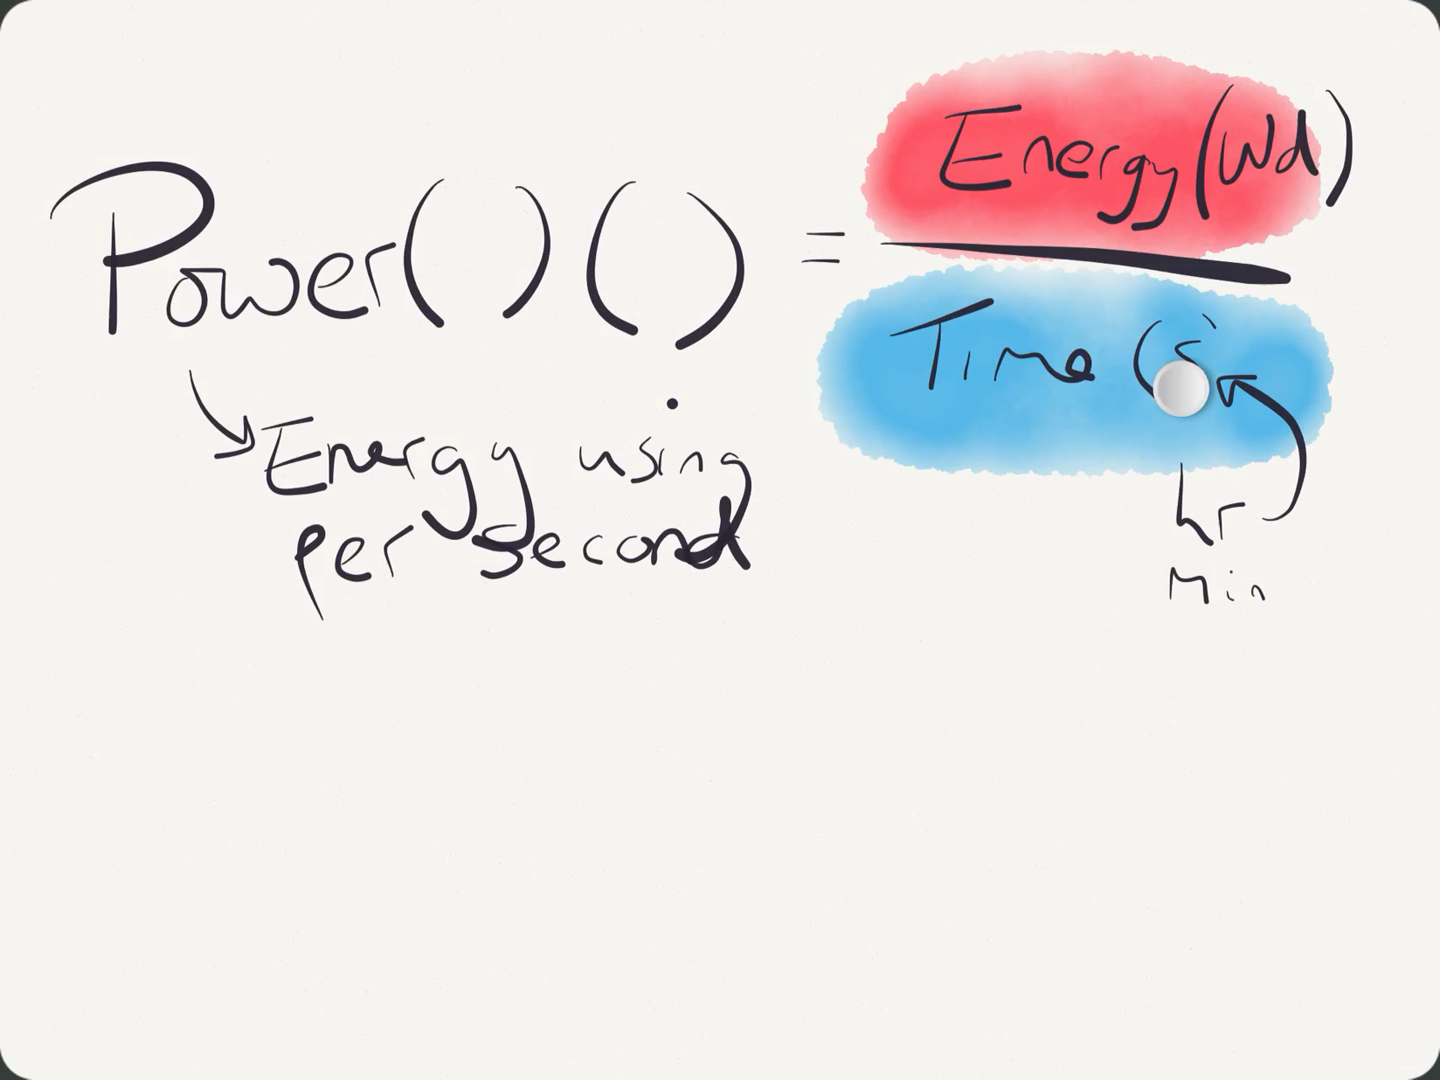 Power( ) ( ) = Energy (Wd)
Time (s)
Energy using
per second
hr
Min